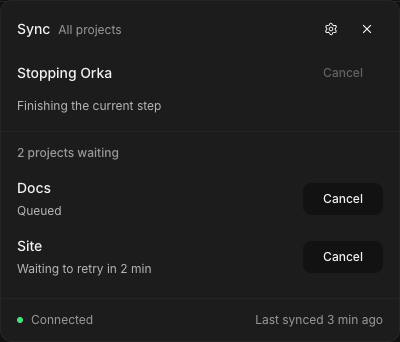 Sync All projects
Stopping Orka Cancel
Finishing the current step
2 projects waiting
Docs
Queued
Cancel
Site
Waiting to retry in 2 min
Cancel
Connected Last synced 3 min ago